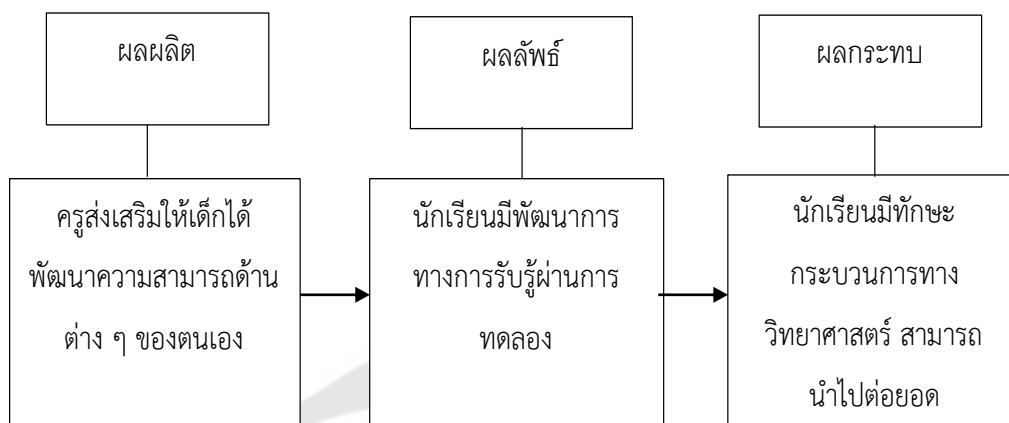 ผลผลิต
ผลลัพธ์
ผลกระทบ
ครูส่งเสริมให้เด็กได้
พัฒนาความสามารถด้าน
ต่าง ๆ ของตนเอง
นักเรียนมีพัฒนาการ
ทางการรับรู้ผ่านการ
ทดลอง
นักเรียนมีทักษะ
กระบวนการทาง
วิทยาศาสตร์ สามารถ
นำไปต่อยอด